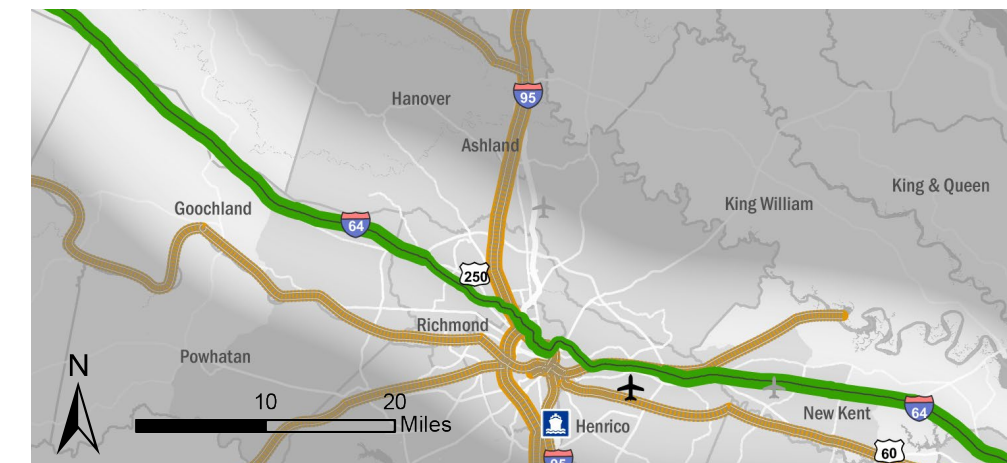 95
Hanover
Ashland
King & Queen
King William
Goochland
64
250
Richmond
Powhatan
N
10
20
Miles
Henrico
New Kent
64
60
95